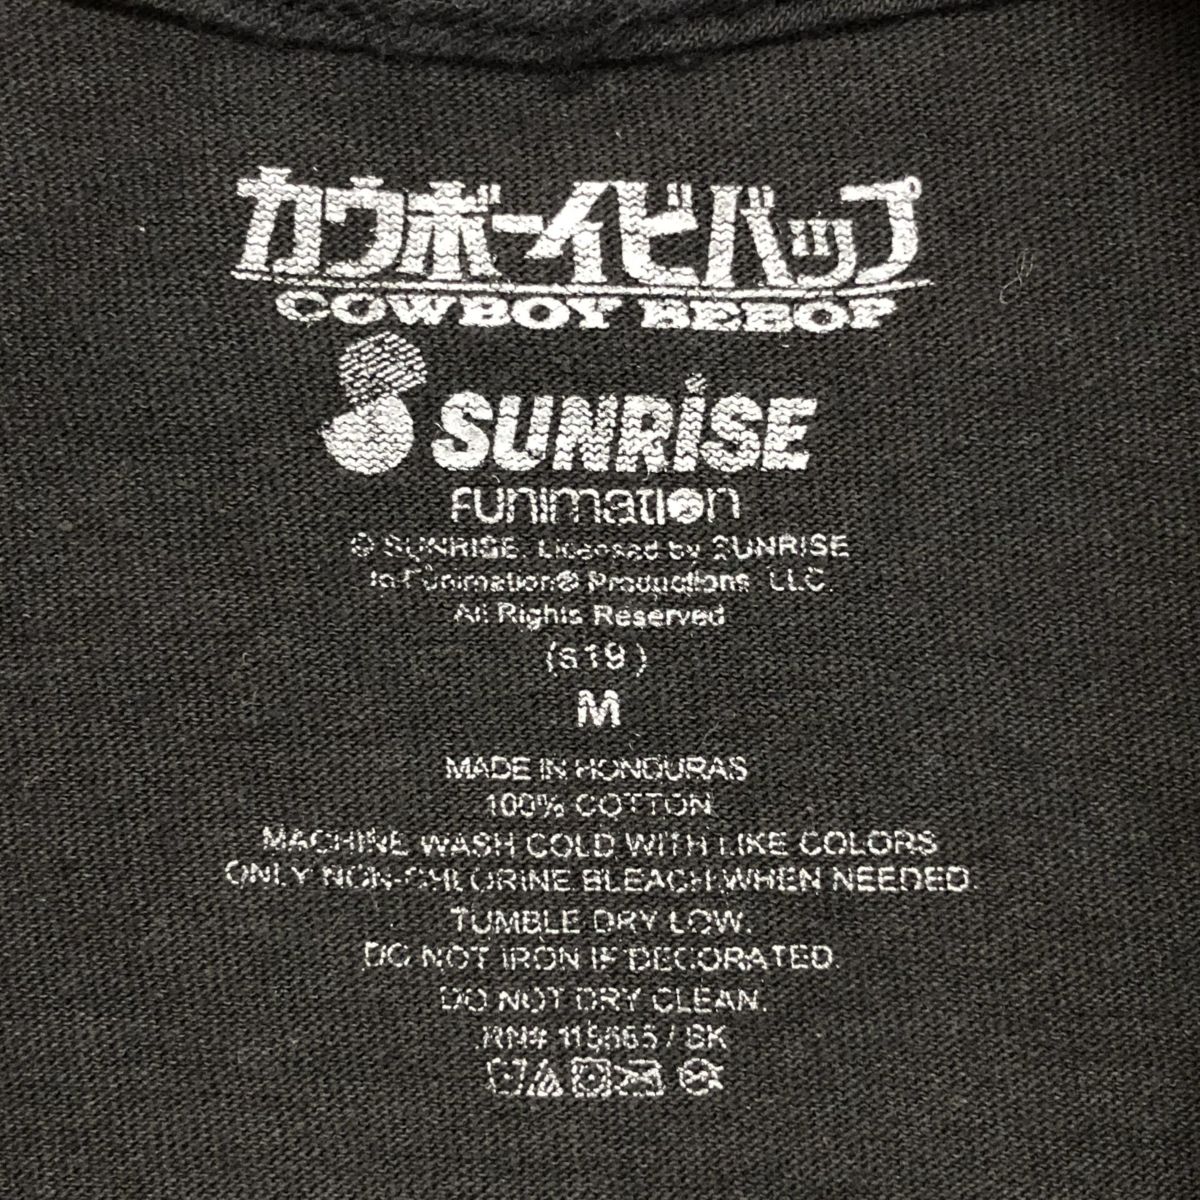 カウボーイビバップ
COWBOY BEBOP
SUNRiSE
FUnimation
© SUNRISE. Licensed by SUNRISE
to Funimation® Productions, LLC.
All Rights Reserved
(s19)
M
MADE IN HONDURAS
100% COTTON
MACHINE WASH COLD WITH LIKE COLORS
ONLY NON-CHLORINE BLEACH WHEN NEEDED.
TUMBLE DRY LOW.
DO NOT IRON IF DECORATED.
DO NOT DRY CLEAN.
RN# 115665 / SK